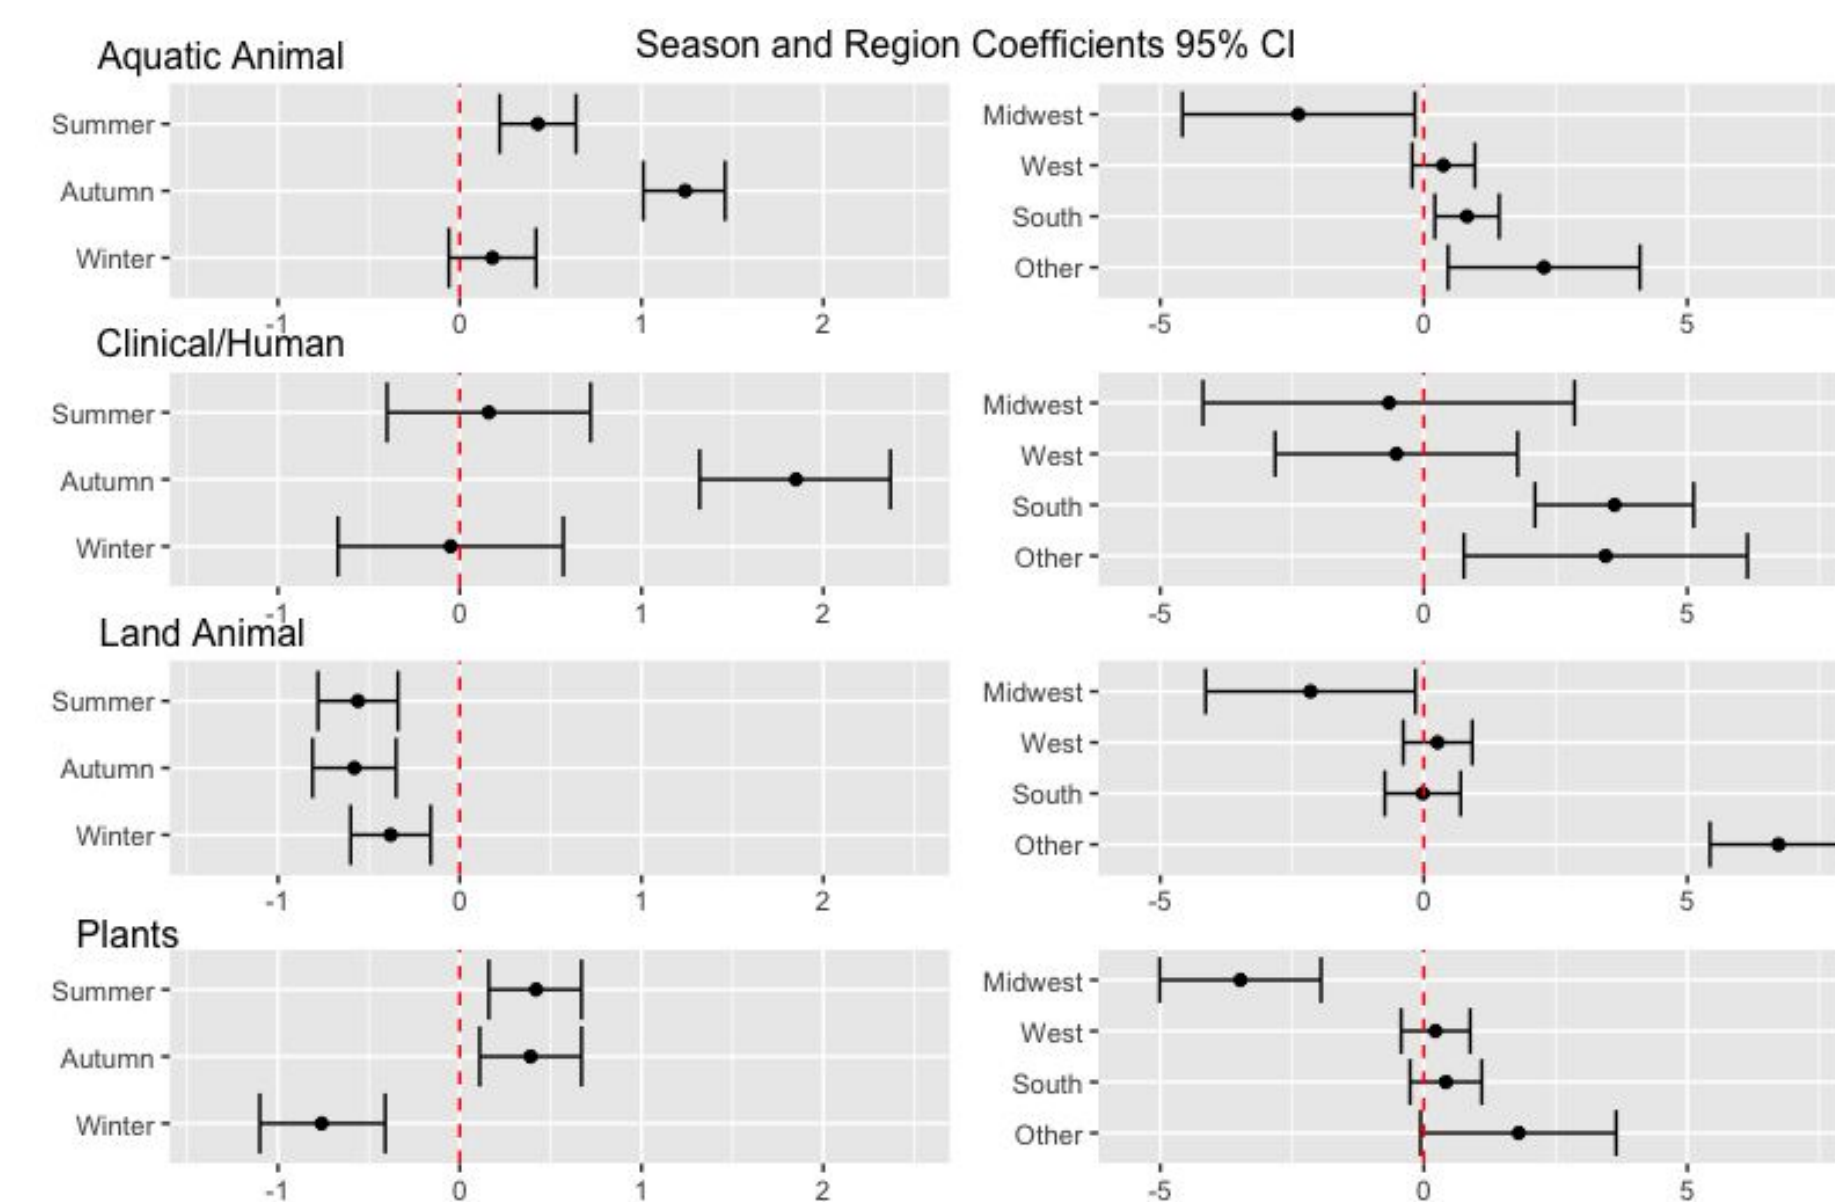 Season and Region Coefficients 95% CI
Aquatic Animal
Summer
Autumn
Winter
-1 0 1 2
Midwest
West
South
Other
-5 0 5
Clinical/Human
Summer
Autumn
Winter
-1 0 1 2
Midwest
West
South
Other
-5 0 5
Land Animal
Summer
Autumn
Winter
-1 0 1 2
Midwest
West
South
Other
-5 0 5
Plants
Summer
Autumn
Winter
-1 0 1 2
Midwest
West
South
Other
-5 0 5